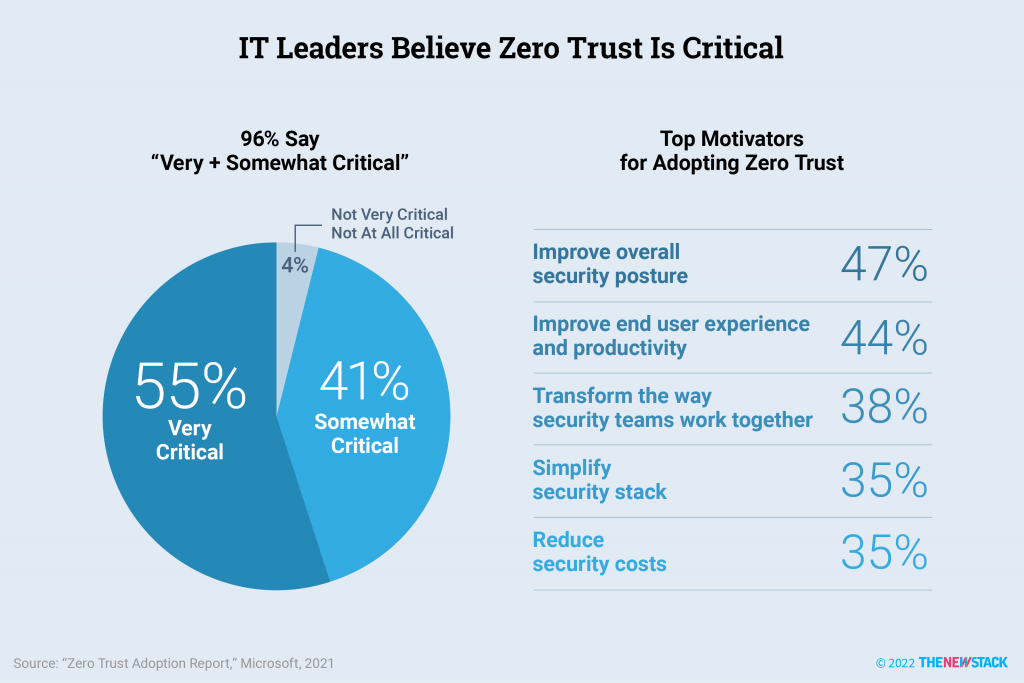 IT Leaders Believe Zero Trust Is Critical
96% Say
“Very + Somewhat Critical”
Not Very Critical
Not At All Critical
4%
55%
Very
Critical
41%
Somewhat
Critical
Top Motivators
for Adopting Zero Trust
Improve overall
security posture
47%
Improve end user experience
and productivity
44%
Transform the way
security teams work together
38%
Simplify
security stack
35%
Reduce
security costs
35%
Source: “Zero Trust Adoption Report,” Microsoft, 2021
© 2022 THENEWSTACK